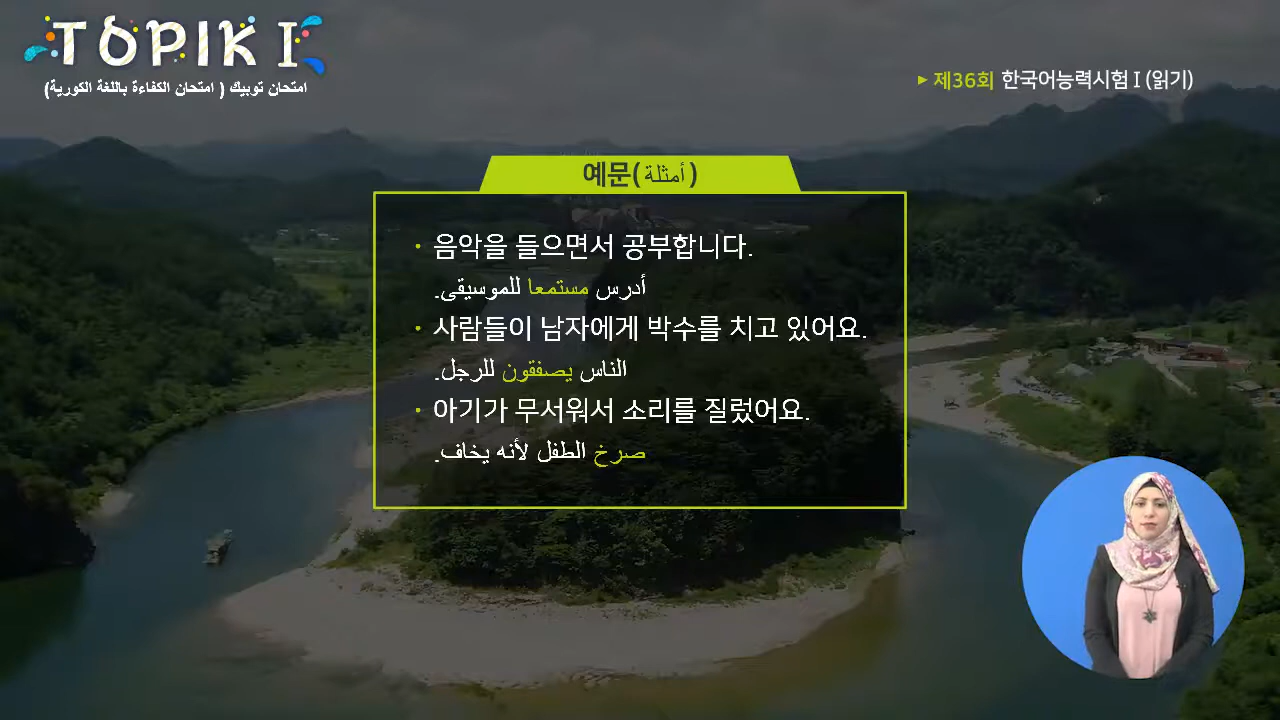 TOPIK I
امتحان توبيك ( امتحان الكفاءة باللغة الكورية)
▶ 제36회 한국어능력시험 I (읽기)
예문(أمثلة)
• 음악을 들으면서 공부합니다.
أدرس مستمعا للموسيقى.
• 사람들이 남자에게 박수를 치고 있어요.
الناس يصفقون للرجل.
• 아기가 무서워서 소리를 질렀어요.
صرخ الطفل لأنه يخاف.